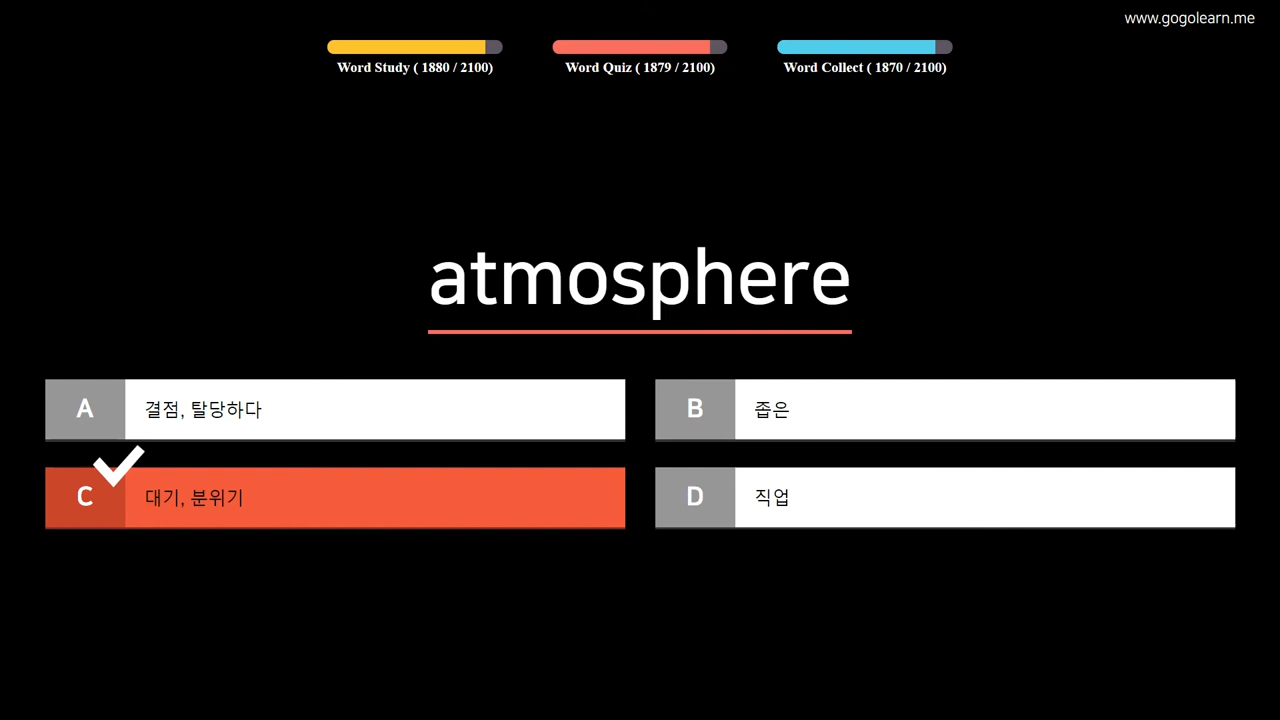 www.gogolearn.me
Word Study ( 1880 / 2100)
Word Quiz ( 1879 / 2100)
Word Collect ( 1870 / 2100)
atmosphere
A 결점, 탈당하다
B 좁은
C 대기, 분위기
D 직업